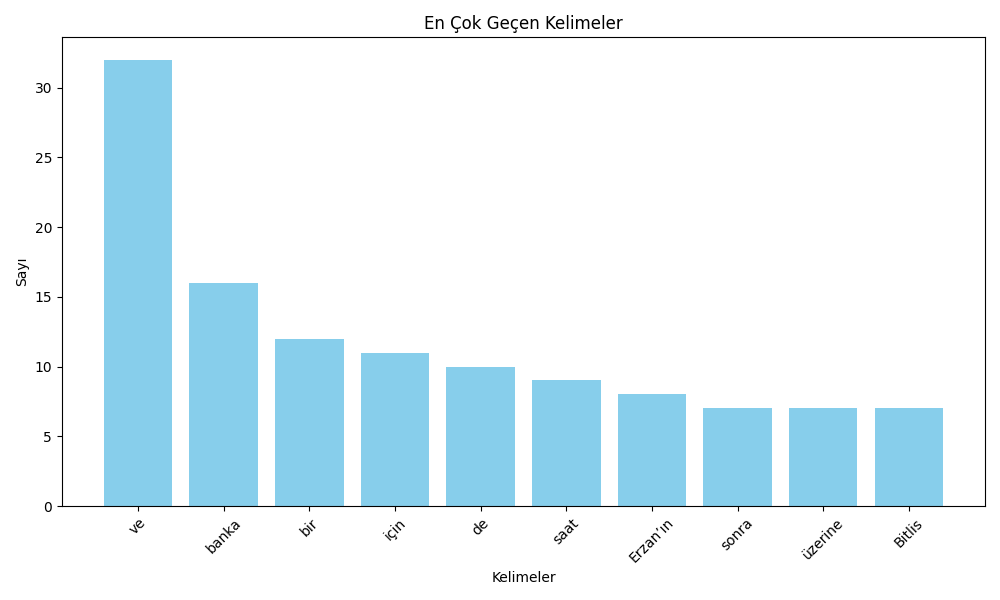 En Çok Geçen Kelimeler
Sayı
30
25
20
15
10
5
0
ve
banka
bir
için
de
saat
Erzan’ın
sonra
üzerine
Bitlis
Kelimeler